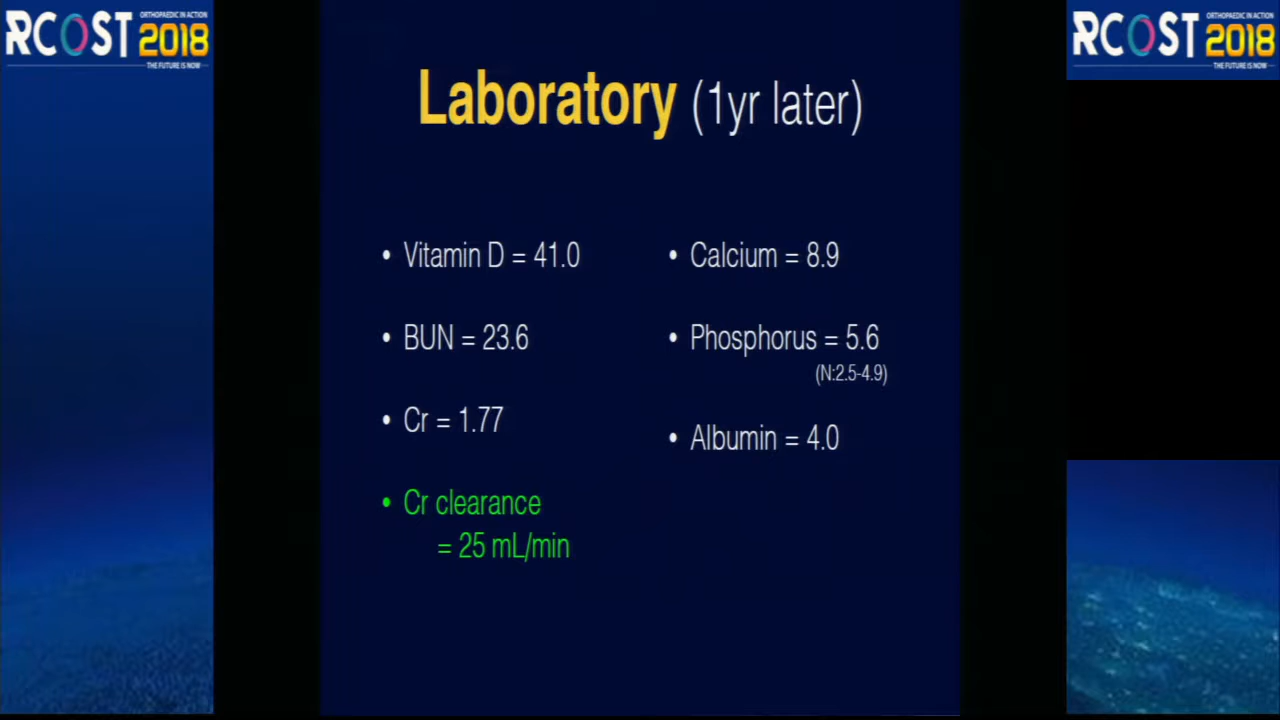 ORTHOPAEDIC IN ACTION
RCOST 2018
THE FUTURE IS NOW
ORTHOPAEDIC IN ACTION
RCOST 2018
THE FUTURE IS NOW
Laboratory (1yr later)
• Vitamin D = 41.0
• BUN = 23.6
• Cr = 1.77
• Cr clearance
= 25 mL/min
• Calcium = 8.9
• Phosphorus = 5.6
(N:2.5-4.9)
• Albumin = 4.0